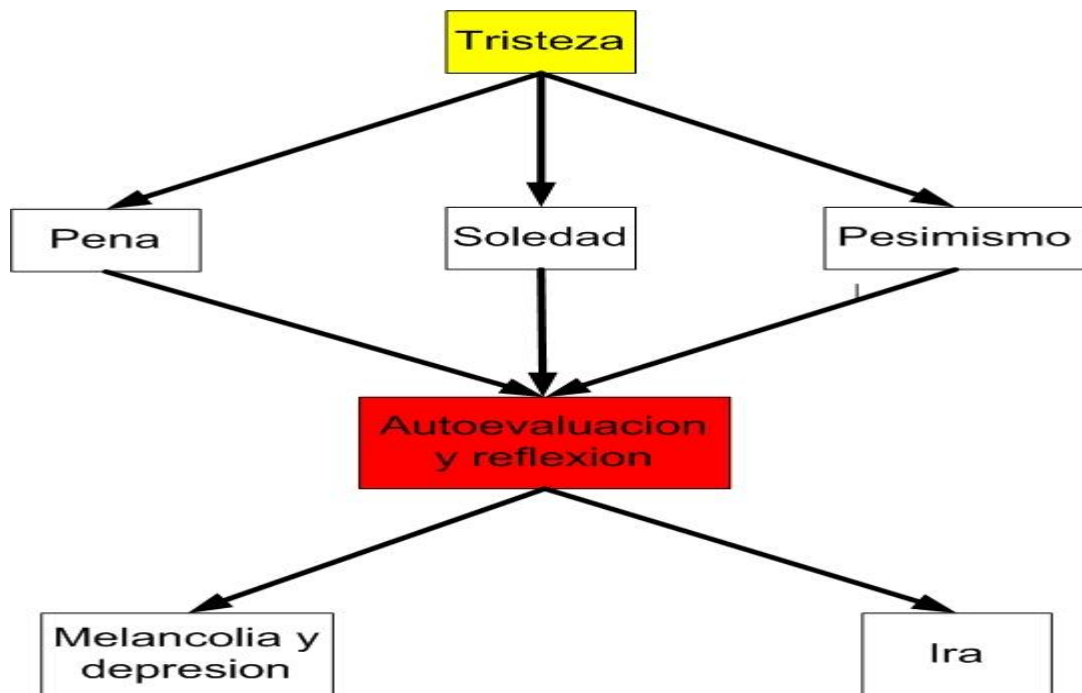 Tristeza
Pena
Soledad
Pesimismo
Autoevaluacion
y reflexion
Melancolia y
depresion
Ira